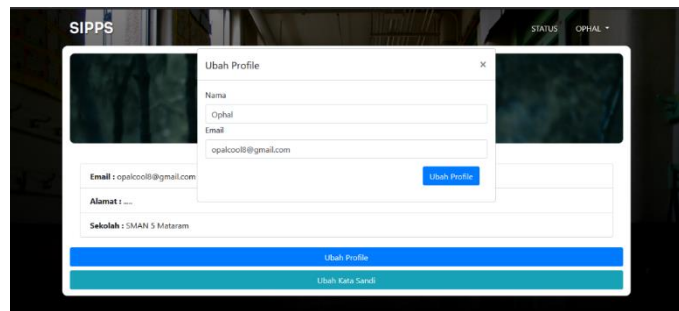 SIPPS
STATUS OPHAL
Ubah Profile ×
Nama
Ophal
Email
opalcool8@gmail.com
Ubah Profile
Email : opalcool8@gmail.com
Alamat : ....
Sekolah : SMAN 5 Mataram
Ubah Profile
Ubah Kata Sandi